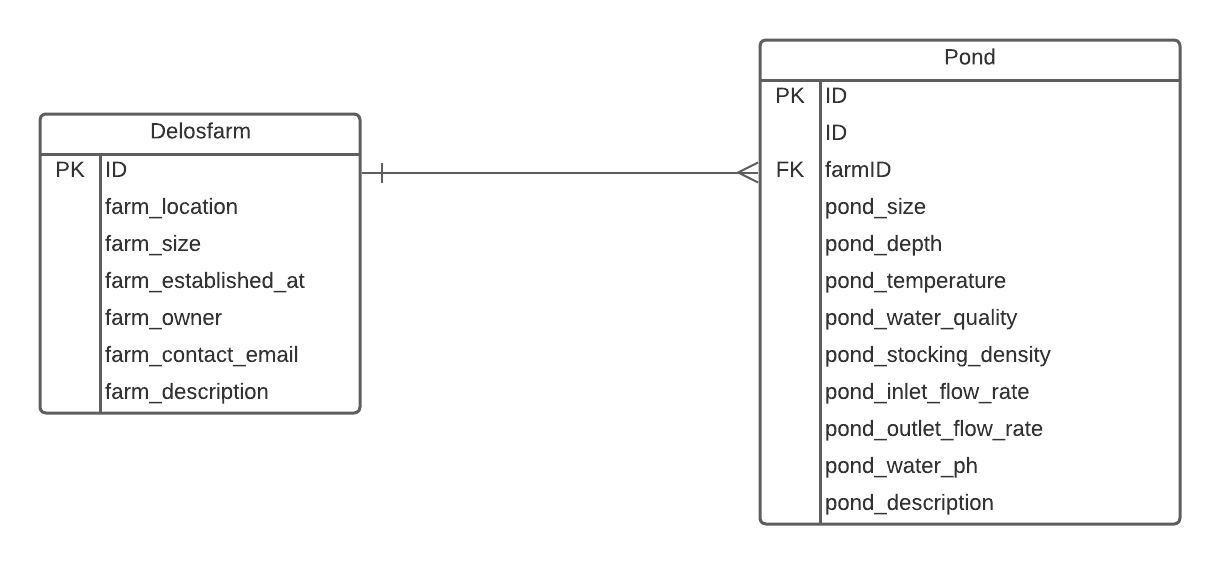 Delosfarm
PK ID
farm_location
farm_size
farm_established_at
farm_owner
farm_contact_email
farm_description
Pond
PK ID
ID
FK farmID
pond_size
pond_depth
pond_temperature
pond_water_quality
pond_stocking_density
pond_inlet_flow_rate
pond_outlet_flow_rate
pond_water_ph
pond_description